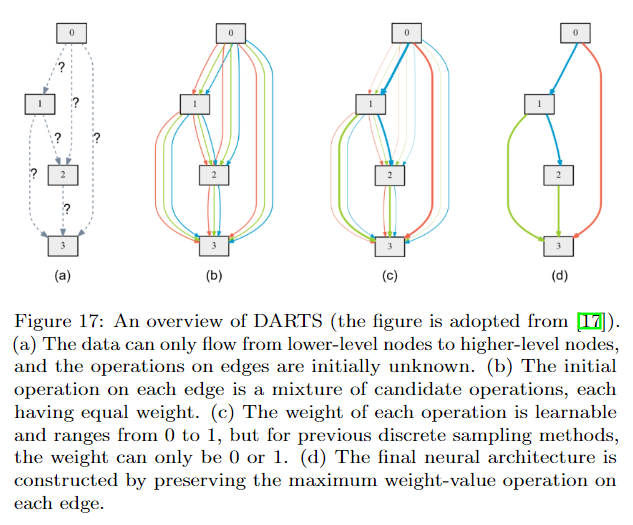 0 0 0 0
?
1 ? 1 1 1
? ?
? 2 2 2 2
?
3 3 3 3
(a) (b) (c) (d)
Figure 17: An overview of DARTS (the figure is adopted from [17]).
(a) The data can only flow from lower-level nodes to higher-level nodes,
and the operations on edges are initially unknown. (b) The initial
operation on each edge is a mixture of candidate operations, each
having equal weight. (c) The weight of each operation is learnable
and ranges from 0 to 1, but for previous discrete sampling methods,
the weight can only be 0 or 1. (d) The final neural architecture is
constructed by preserving the maximum weight-value operation on
each edge.